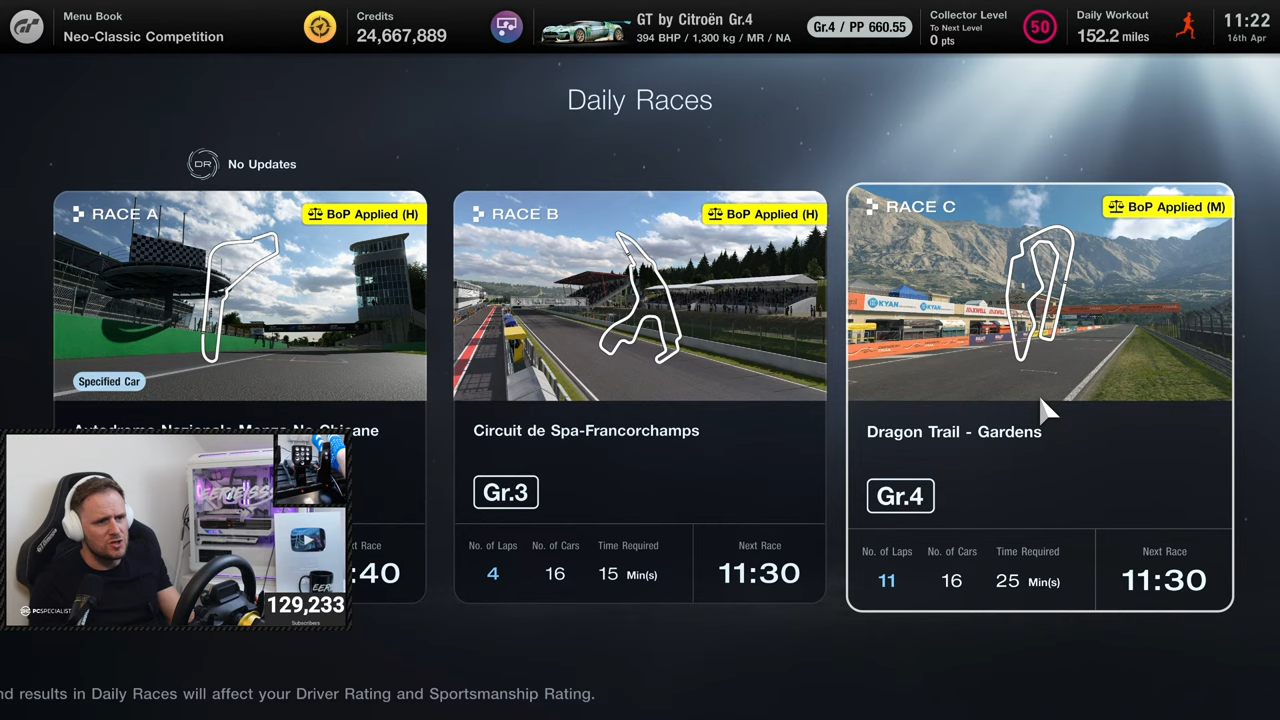 Menu Book
Neo-Classic Competition
Credits
24,667,889
GT by Citroën Gr.4
394 BHP / 1,300 kg / MR / NA
Gr.4 / PP 660.55
Collector Level
To Next Level
0 pts
50
Daily Workout
152.2 miles
11:22
16th Apr
Daily Races
DR
No Updates
RACE A
BoP Applied (H)
Specified Car
Autodromo Nazionale Monza No Chicane
xt Race
:40
RACE B
BoP Applied (H)
Circuit de Spa-Francorchamps
Gr.3
No. of Laps
No. of Cars
Time Required
Next Race
4
16
15 Min(s)
11:30
RACE C
BoP Applied (M)
KYAN
KYAN
MAXWELL
Dragon Trail - Gardens
Gr.4
No. of Laps
No. of Cars
Time Required
Next Race
11
16
25 Min(s)
11:30
PCSPECIALIST
129,233
Subscribers
nd results in Daily Races will affect your Driver Rating and Sportsmanship Rating.